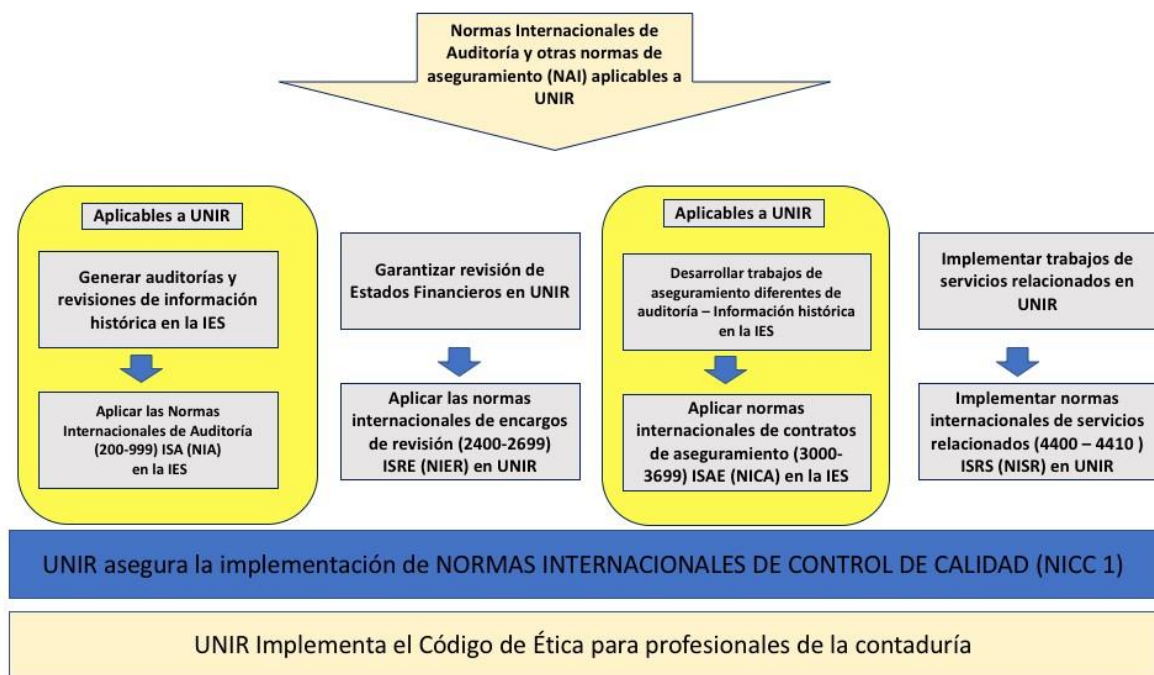 Normas Internacionales de
Auditoría y otras normas de
aseguramiento (NAI) aplicables a
UNIR
Aplicables a UNIR
Generar auditorías y
revisiones de información
histórica en la IES
Aplicar las Normas
Internacionales de Auditoría
(200-999) ISA (NIA)
en la IES
Garantizar revisión de
Estados Financieros en UNIR
Aplicar las normas
internacionales de encargos
de revisión (2400-2699)
ISRE (NIER) en UNIR
Aplicables a UNIR
Desarrollar trabajos de
aseguramiento diferentes de
auditoría – Información histórica
en la IES
Aplicar normas
internacionales de contratos
de aseguramiento (3000-
3699) ISAE (NICA) en la IES
Implementar trabajos de
servicios relacionados en
UNIR
Implementar normas
internacionales de servicios
relacionados (4400 – 4410 )
ISRS (NISR) en UNIR
UNIR asegura la implementación de NORMAS INTERNACIONALES DE CONTROL DE CALIDAD (NICC 1)
UNIR Implementa el Código de Ética para profesionales de la contaduría